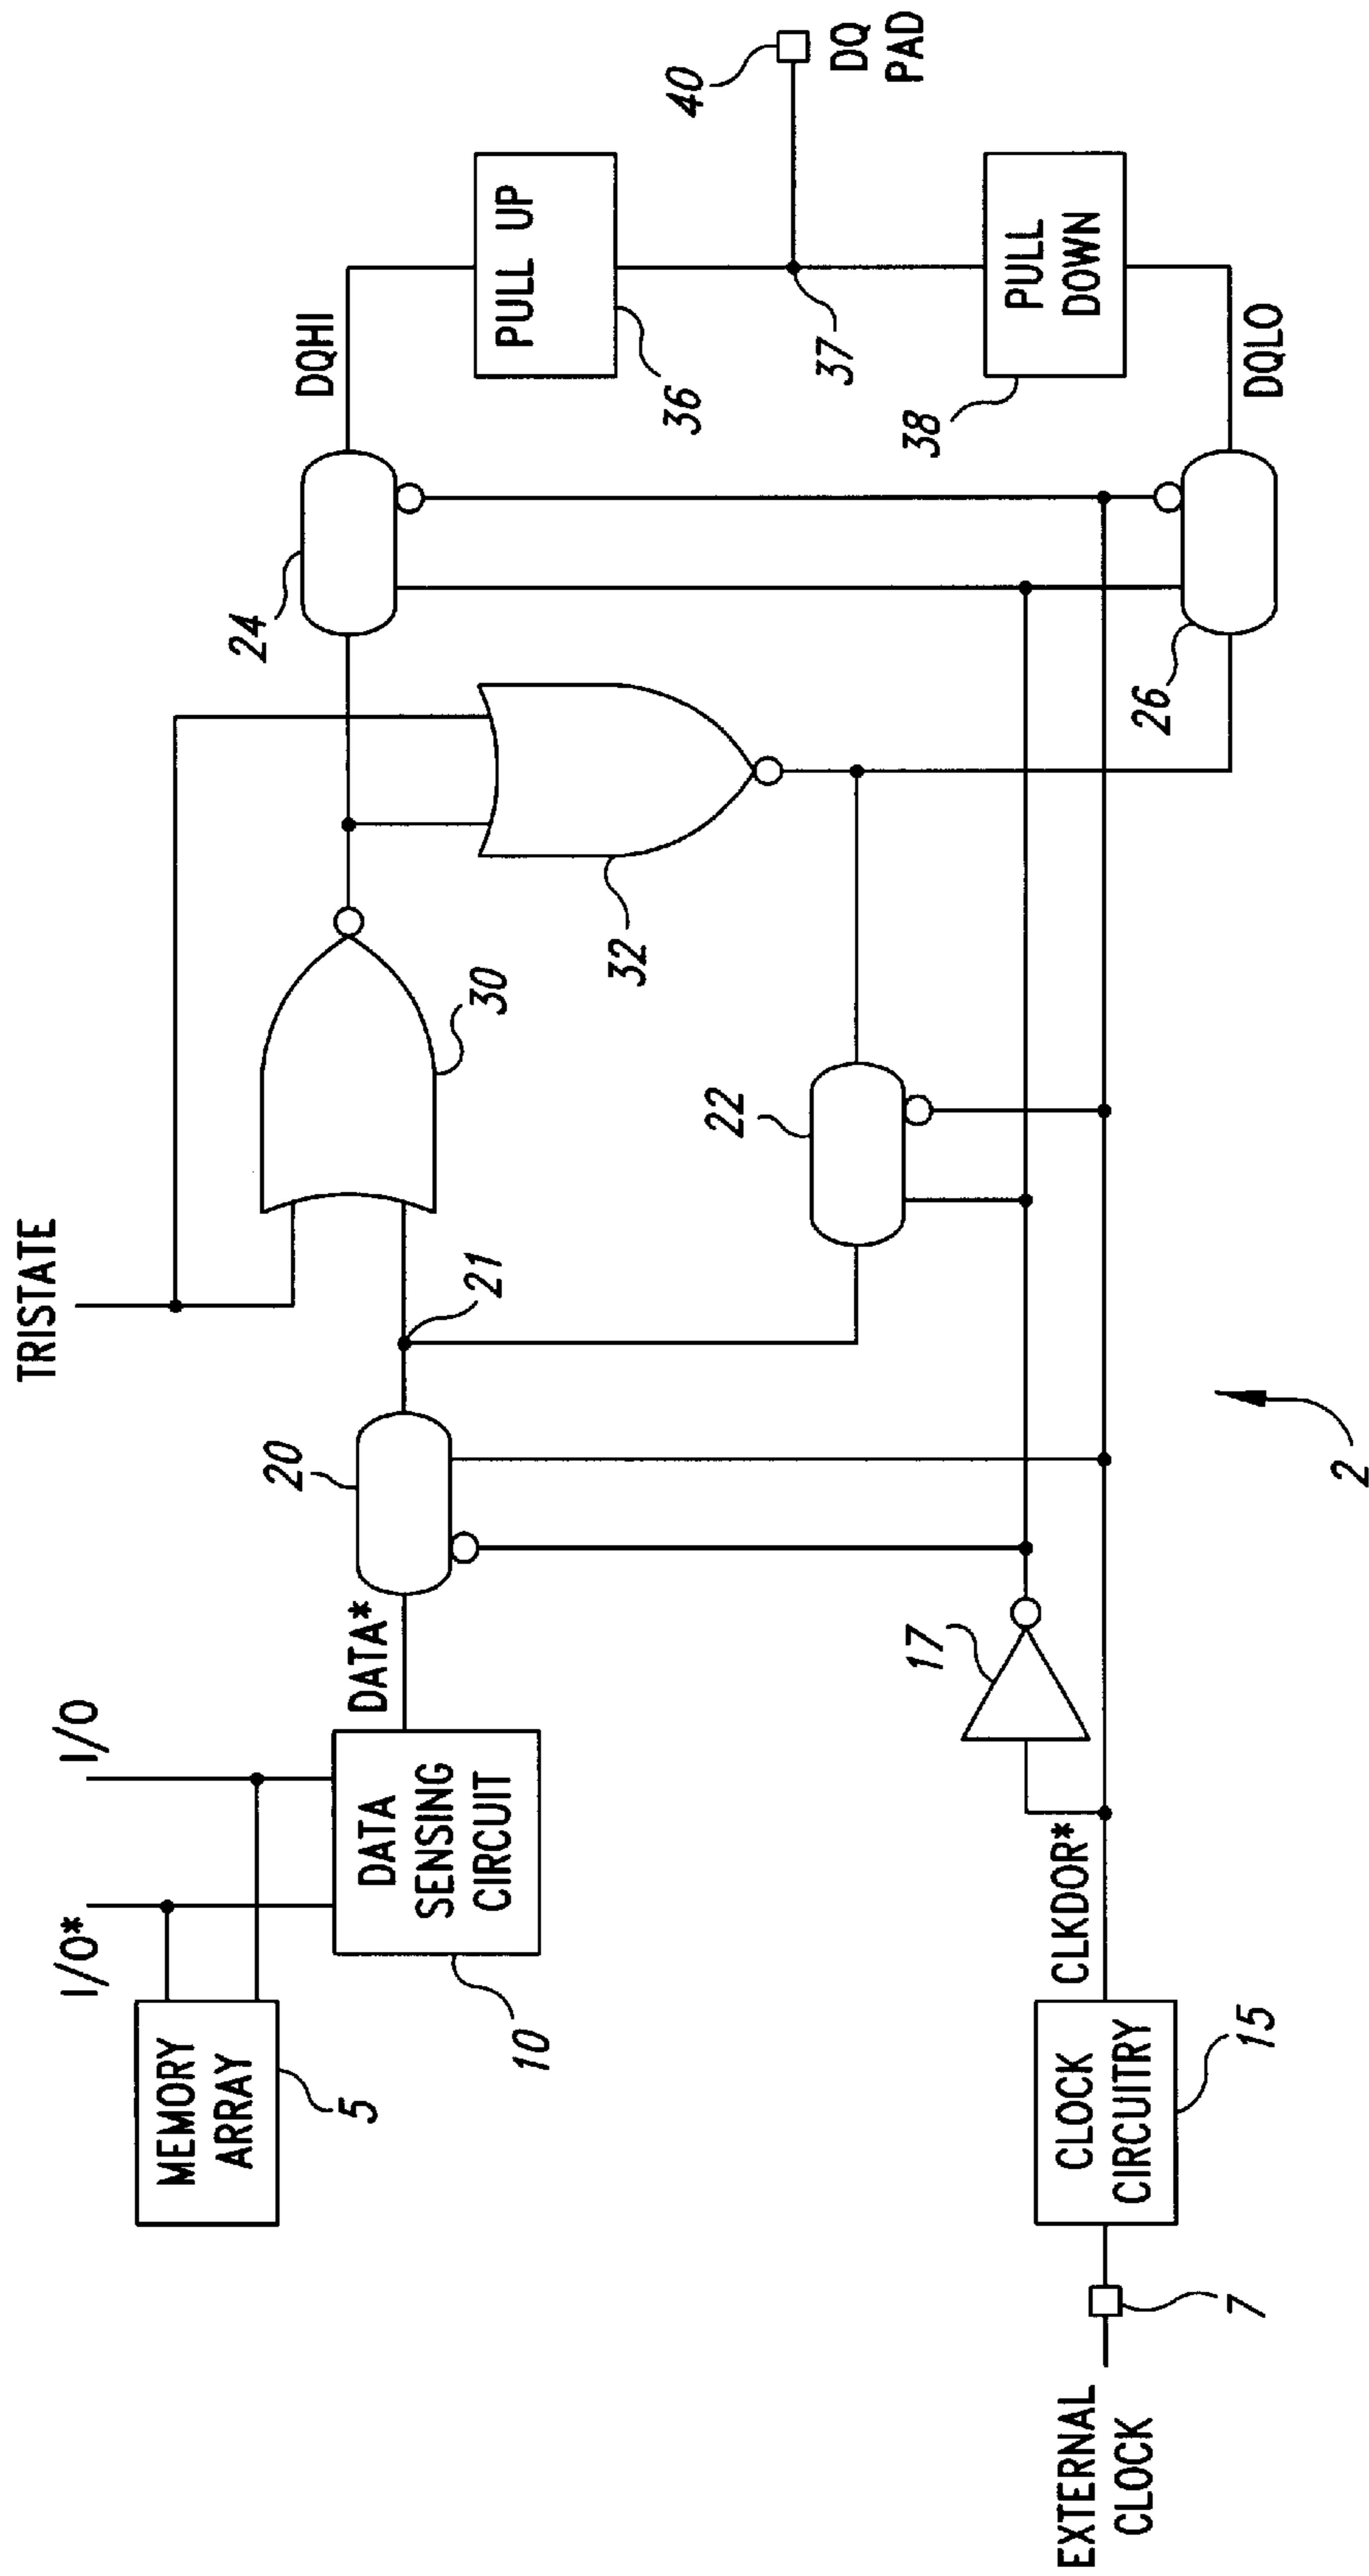 TRISTATE
I/O*
I/O
MEMORY
ARRAY
5
DATA
SENSING
CIRCUIT
10
DATA*
20
21
30
32
24
DQHI
PULL UP
36
40
DQ
PAD
37
PULL
DOWN
38
DQLO
26
22
17
CLKDOR*
CLOCK
CIRCUITRY
15
7
EXTERNAL
CLOCK
2